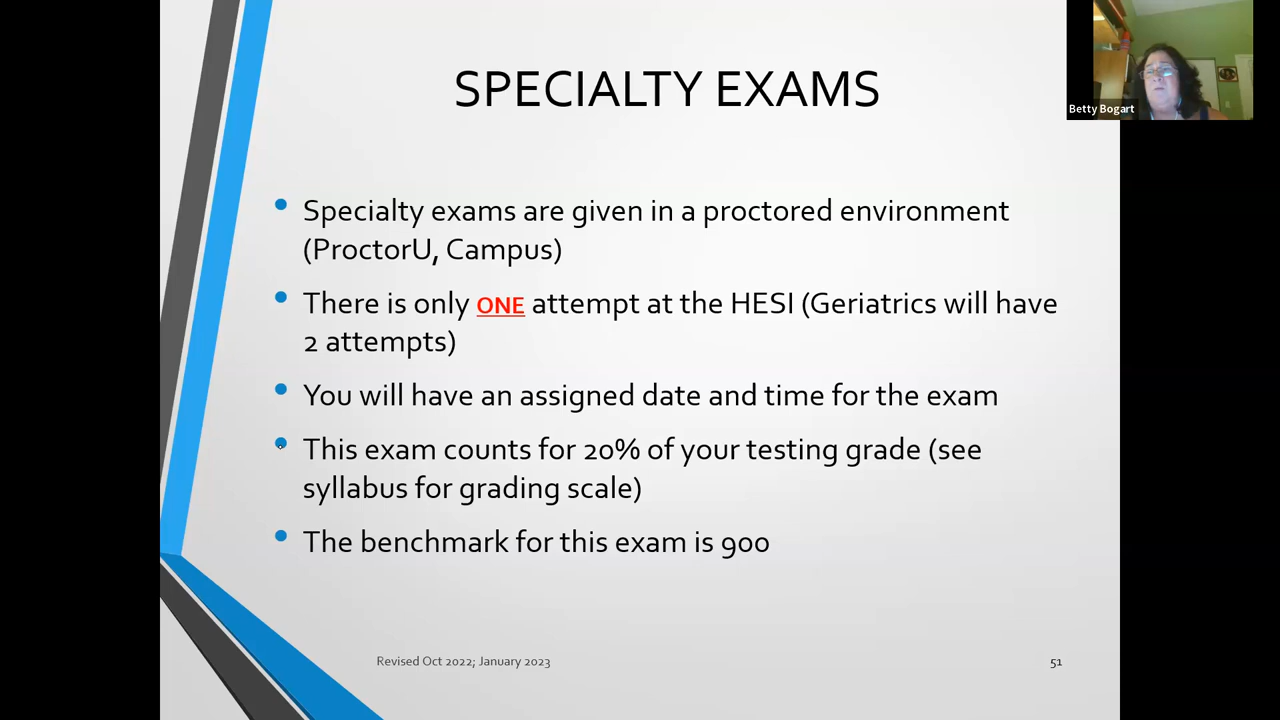 SPECIALTY EXAMS
Betty Bogart
• Specialty exams are given in a proctored environment
(ProctorU, Campus)
• There is only ONE attempt at the HESI (Geriatrics will have
2 attempts)
• You will have an assigned date and time for the exam
• This exam counts for 20% of your testing grade (see
syllabus for grading scale)
• The benchmark for this exam is 900
Revised Oct 2022; January 2023
51